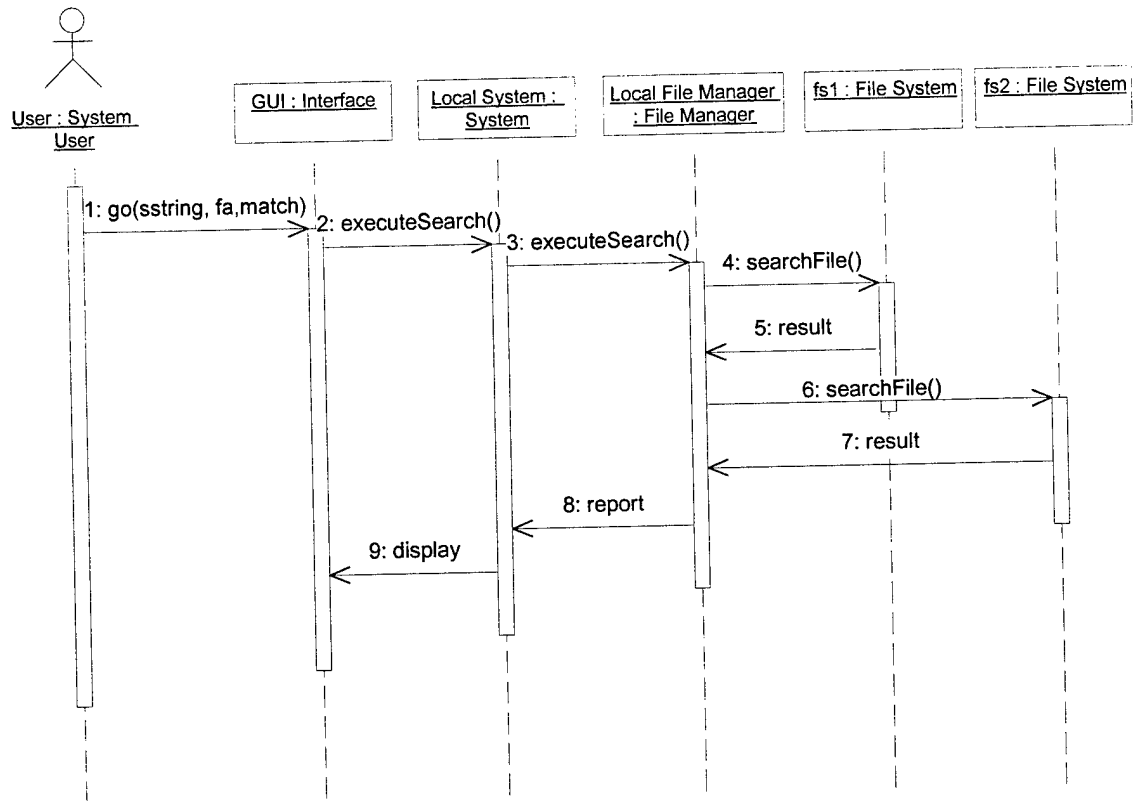 User : System
User
GUI : Interface
Local System :
System
Local File Manager
: File Manager
fs1 : File System
fs2 : File System
1: go(sstring, fa,match)
2: executeSearch()
3: executeSearch()
4: searchFile()
5: result
6: searchFile()
7: result
8: report
9: display